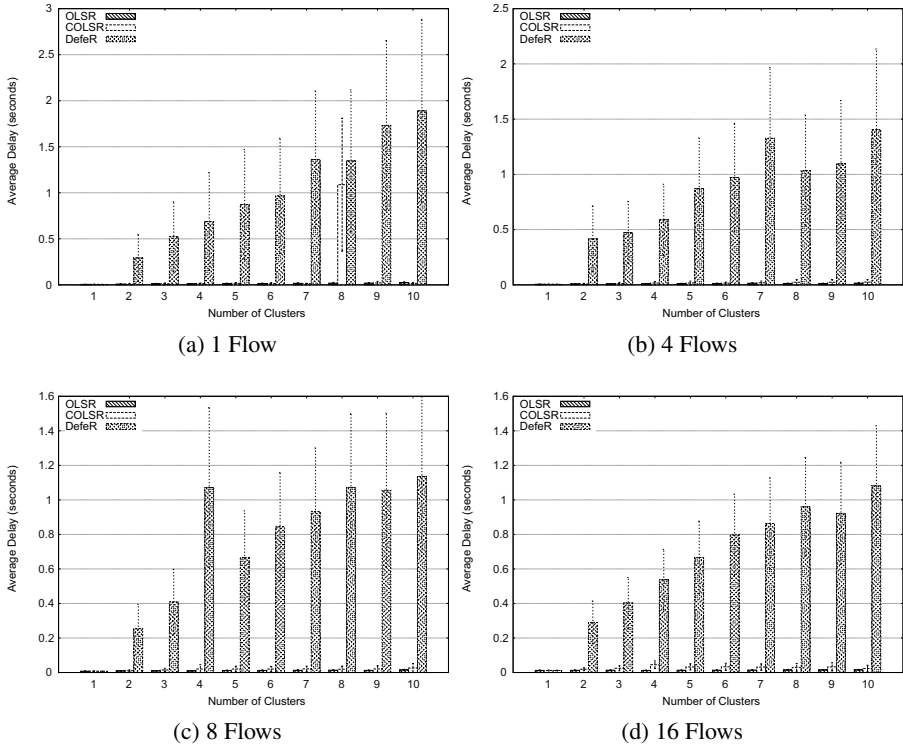 OLSR
COLSR
DefeR
3
2.5
2
1.5
1
0.5
0
Average Delay (seconds)
1 2 3 4 5 6 7 8 9 10
Number of Clusters
(a) 1 Flow
OLSR
COLSR
DefeR
2.5
2
1.5
1
0.5
0
Average Delay (seconds)
1 2 3 4 5 6 7 8 9 10
Number of Clusters
(b) 4 Flows
OLSR
COLSR
DefeR
1.6
1.4
1.2
1
0.8
0.6
0.4
0.2
0
Average Delay (seconds)
1 2 3 4 5 6 7 8 9 10
Number of Clusters
(c) 8 Flows
OLSR
COLSR
DefeR
1.6
1.4
1.2
1
0.8
0.6
0.4
0.2
0
Average Delay (seconds)
1 2 3 4 5 6 7 8 9 10
Number of Clusters
(d) 16 Flows